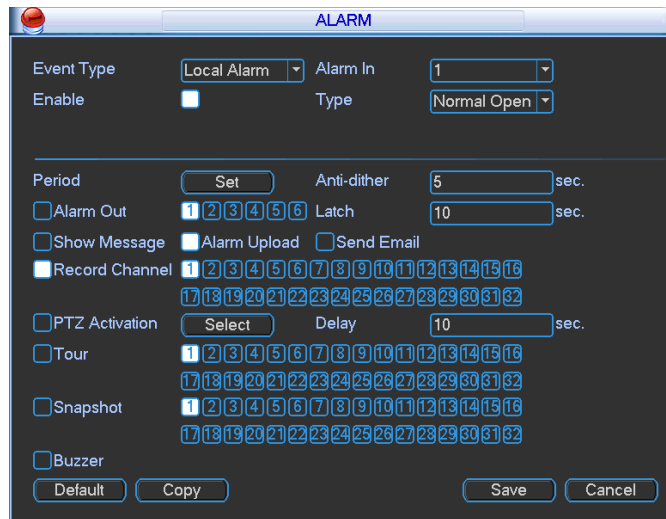 ALARM
Event Type Local Alarm Alarm In 1
Enable Type Normal Open
Period Set Anti-dither 5 sec.
Alarm Out 1 2 3 4 5 6 Latch 10 sec.
Show Message Alarm Upload Send Email
Record Channel 1 2 3 4 5 6 7 8 9 10 11 12 13 14 15 16
17 18 19 20 21 22 23 24 25 26 27 28 29 30 31 32
PTZ Activation Select Delay 10 sec.
Tour 1 2 3 4 5 6 7 8 9 10 11 12 13 14 15 16
17 18 19 20 21 22 23 24 25 26 27 28 29 30 31 32
Snapshot 1 2 3 4 5 6 7 8 9 10 11 12 13 14 15 16
17 18 19 20 21 22 23 24 25 26 27 28 29 30 31 32
Buzzer
Default Copy Save Cancel